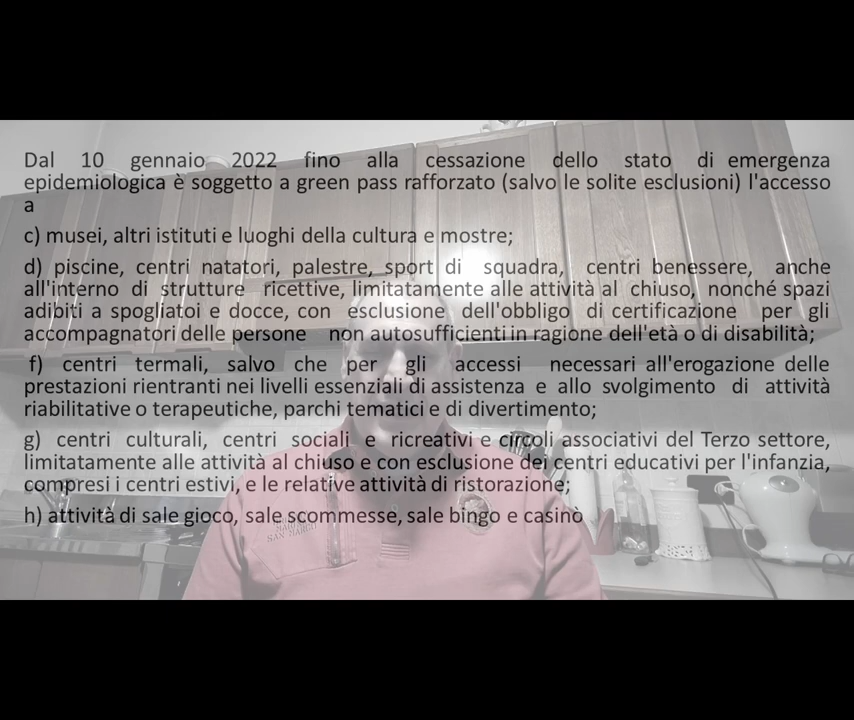 Dal 10 gennaio 2022 fino alla cessazione dello stato di emergenza
epidemiologica è soggetto a green pass rafforzato (salvo le solite esclusioni) l'accesso
a
c) musei, altri istituti e luoghi della cultura e mostre;
d) piscine, centri natatori, palestre, sport di squadra, centri benessere, anche
all'interno di strutture ricettive, limitatamente alle attività al chiuso, nonché spazi
adibiti a spogliatoi e docce, con esclusione dell'obbligo di certificazione per gli
accompagnatori delle persone non autosufficienti in ragione dell'età o di disabilità;
f) centri termali, salvo che per gli accessi necessari all'erogazione delle
prestazioni rientranti nei livelli essenziali di assistenza e allo svolgimento di attività
riabilitative o terapeutiche, parchi tematici e di divertimento;
g) centri culturali, centri sociali e ricreativi e circoli associativi del Terzo settore,
limitatamente alle attività al chiuso e con esclusione dei centri educativi per l'infanzia,
compresi i centri estivi, e le relative attività di ristorazione;
h) attività di sale gioco, sale scommesse, sale bingo e casinò
SAN MARCO